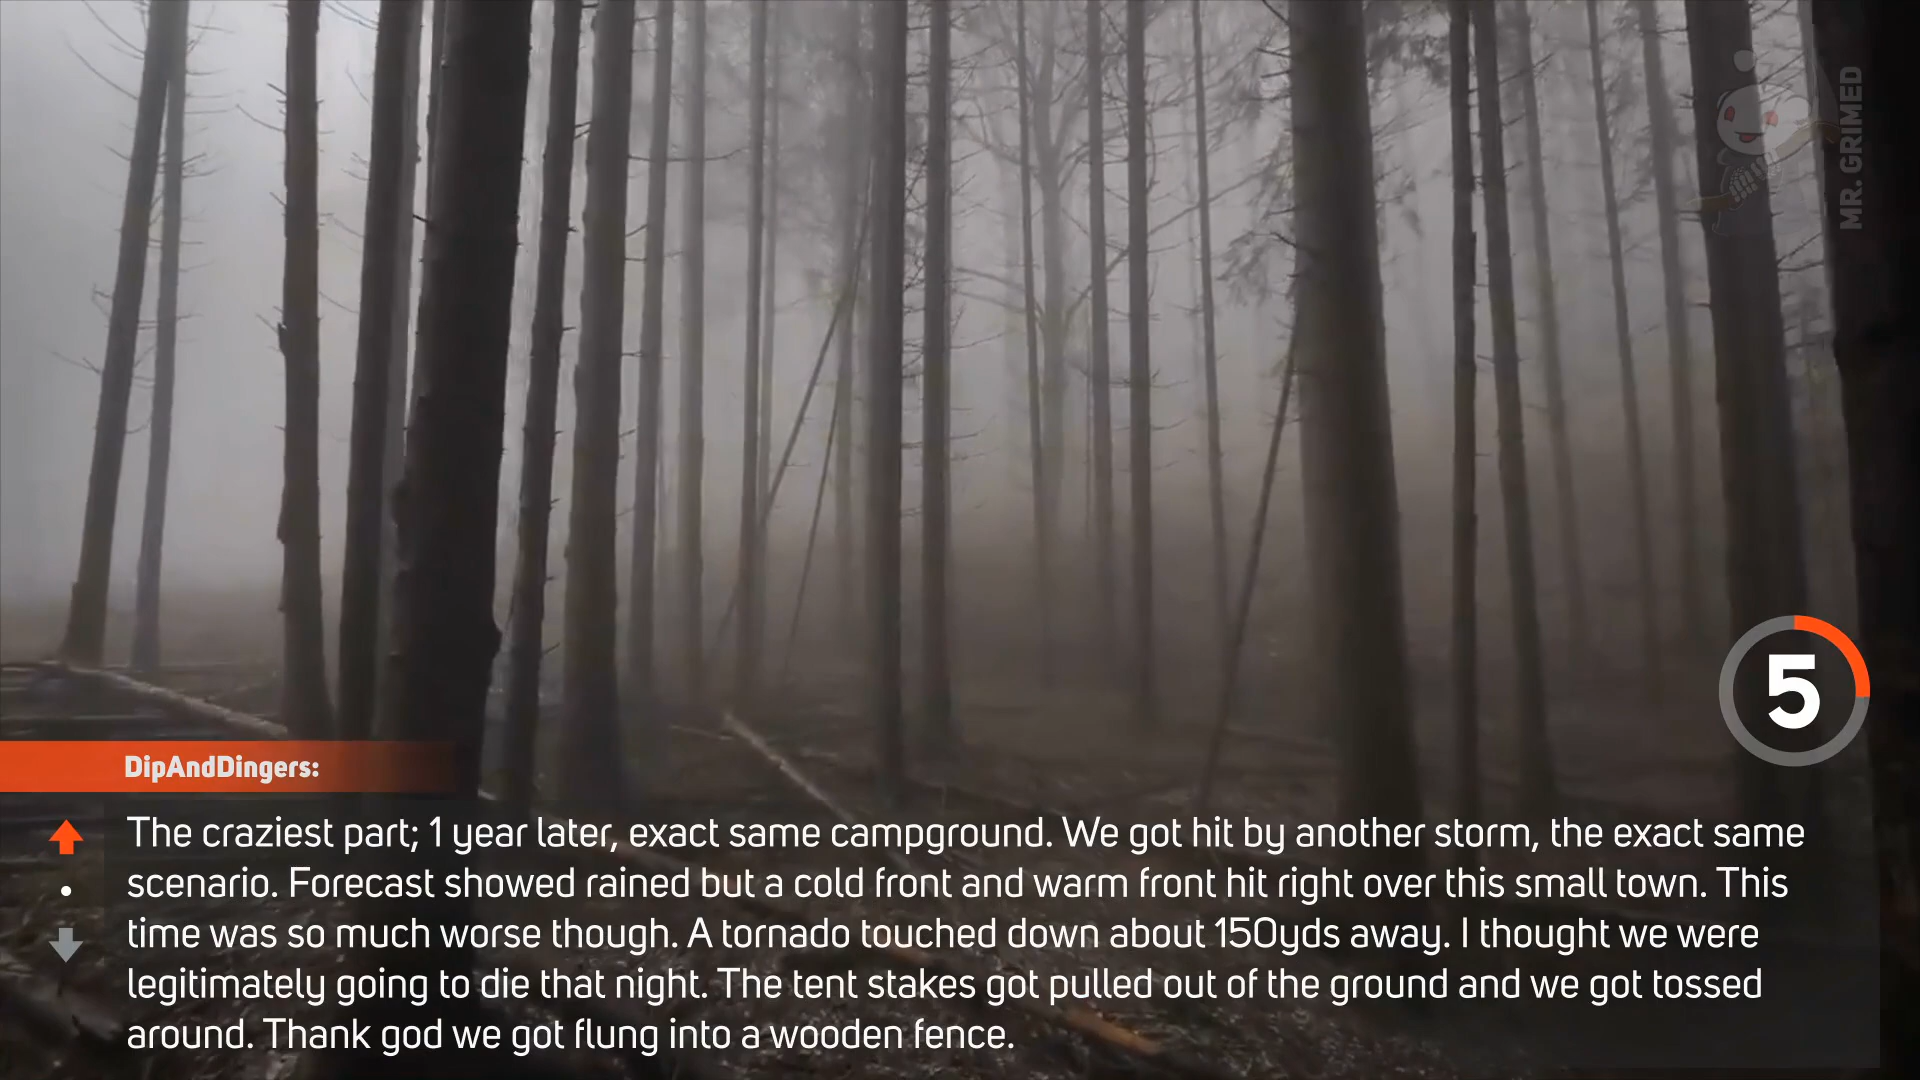 MR. GRIMED
5
DipAndDingers:
The craziest part; 1 year later, exact same campground. We got hit by another storm, the exact same
scenario. Forecast showed rained but a cold front and warm front hit right over this small town. This
time was so much worse though. A tornado touched down about 150yds away. I thought we were
legitimately going to die that night. The tent stakes got pulled out of the ground and we got tossed
around. Thank god we got flung into a wooden fence.